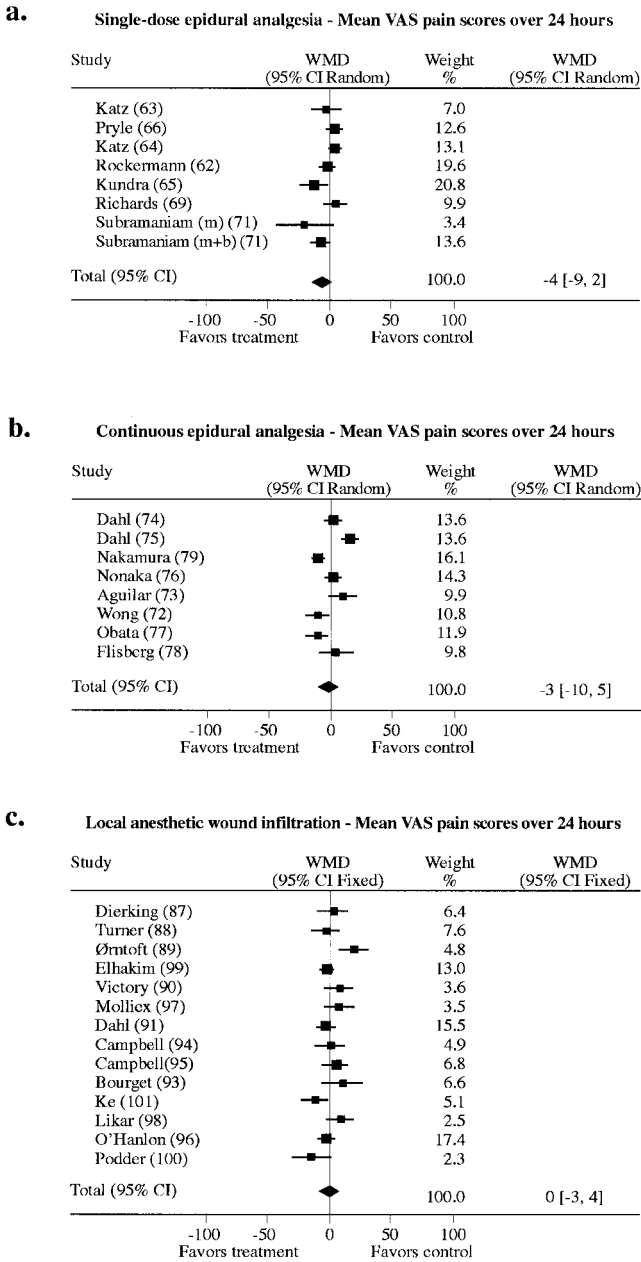 a.
Single-dose epidural analgesia - Mean VAS pain scores over 24 hours
Study WMD Weight WMD
(95% CI Random) % (95% CI Random)
Katz (63) 7.0
Pryle (66) 12.6
Katz (64) 13.1
Rockermann (62) 19.6
Kundra (65) 20.8
Richards (69) 9.9
Subramaniam (m) (71) 3.4
Subramaniam (m+b) (71) 13.6
Total (95% CI) 100.0 -4 [-9, 2]
-100 -50 0 50 100
Favors treatment Favors control
b.
Continuous epidural analgesia - Mean VAS pain scores over 24 hours
Study WMD Weight WMD
(95% CI Random) % (95% CI Random)
Dahl (74) 13.6
Dahl (75) 13.6
Nakamura (79) 16.1
Nonaka (76) 14.3
Aguilar (73) 9.9
Wong (72) 10.8
Obata (77) 11.9
Flisberg (78) 9.8
Total (95% CI) 100.0 -3 [-10, 5]
-100 -50 0 50 100
Favors treatment Favors control
c.
Local anesthetic wound infiltration - Mean VAS pain scores over 24 hours
Study WMD Weight WMD
(95% CI Fixed) % (95% CI Fixed)
Dierking (87) 6.4
Turner (88) 7.6
Ørntoft (89) 4.8
Elhakim (99) 13.0
Victory (90) 3.6
Molliex (97) 3.5
Dahl (91) 15.5
Campbell (94) 4.9
Campbell(95) 6.8
Bourget (93) 6.6
Ke (101) 5.1
Likar (98) 2.5
O'Hanlon (96) 17.4
Podder (100) 2.3
Total (95% CI) 100.0 0 [-3, 4]
-100 -50 0 50 100
Favors treatment Favors control